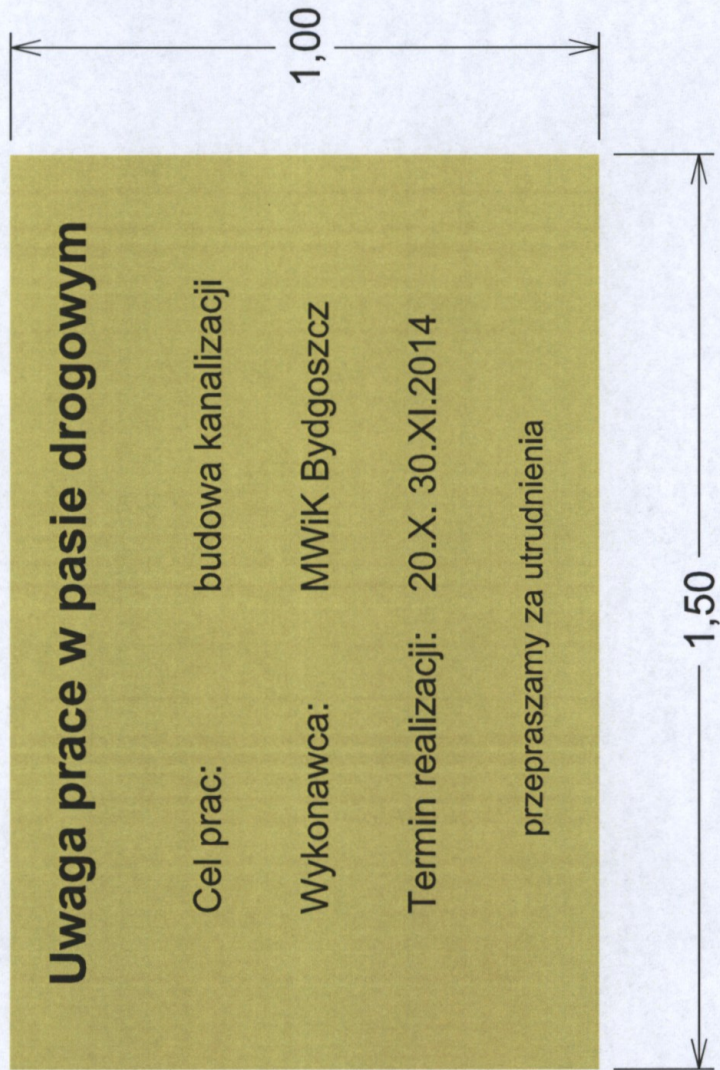 Uwaga prace w pasie drogowym
Cel prac: budowa kanalizacji
Wykonawca: MWiK Bydgoszcz
Termin realizacji: 20.X. 30.XI.2014
przepraszamy za utrudnienia
1,00
1,50